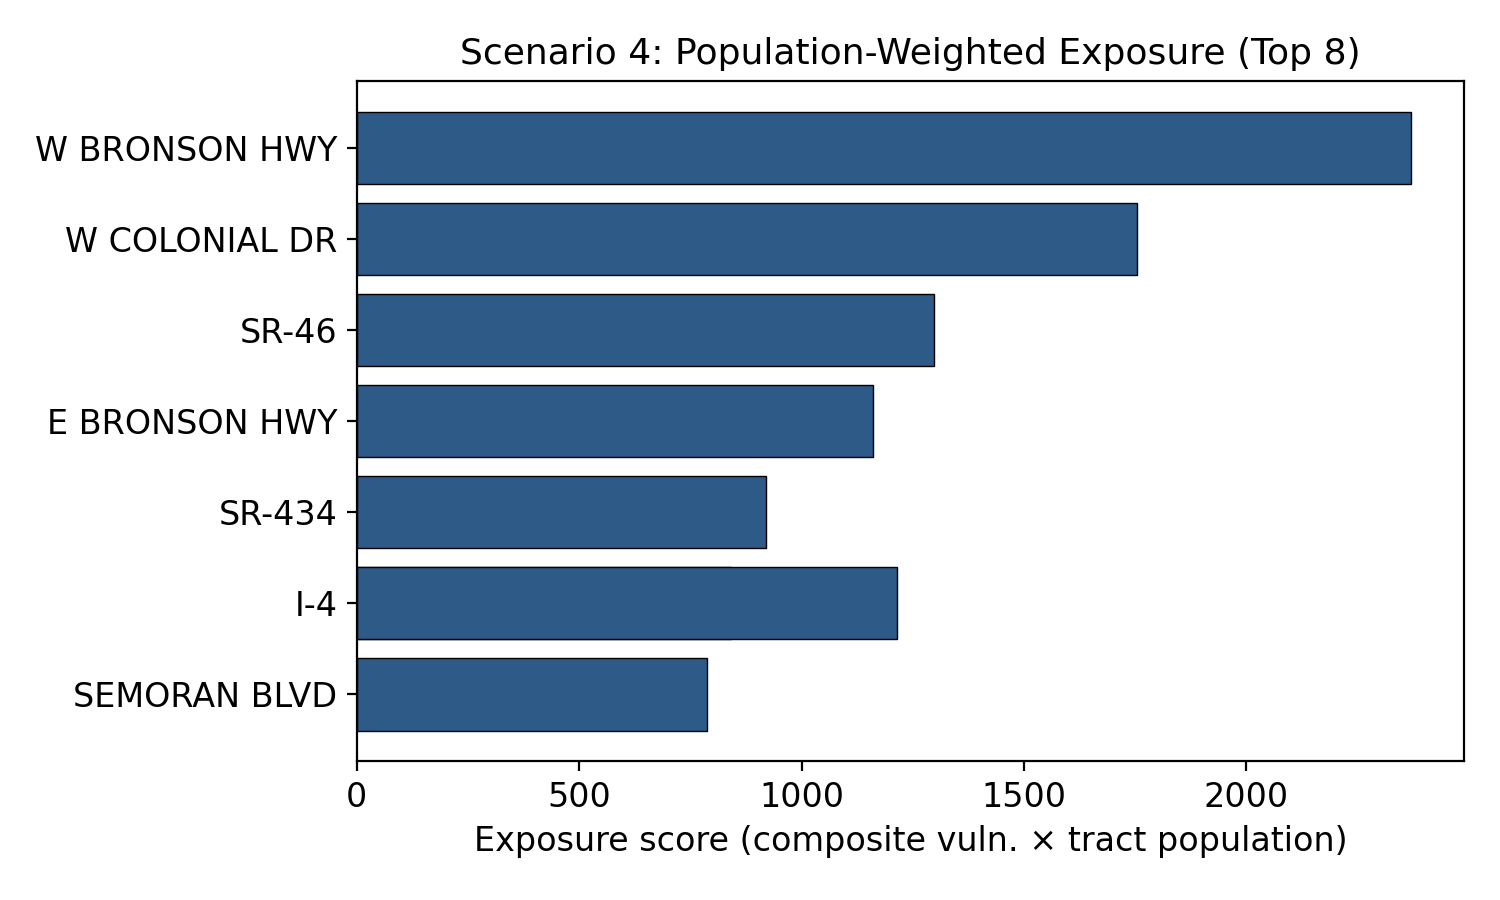 Scenario 4: Population-Weighted Exposure (Top 8)
W BRONSON HWY
W COLONIAL DR
SR-46
E BRONSON HWY
SR-434
I-4
SEMORAN BLVD
0 500 1000 1500 2000
Exposure score (composite vuln. × tract population)